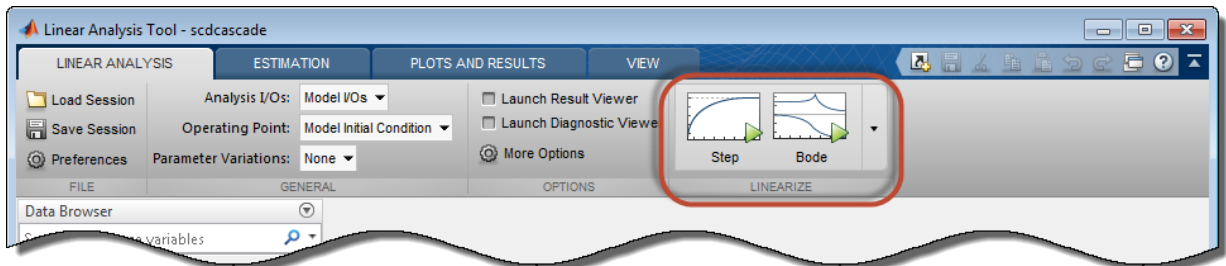 Linear Analysis Tool - scdcascade
LINEAR ANALYSIS
ESTIMATION
PLOTS AND RESULTS
VIEW
Load Session
Save Session
Preferences
FILE
Analysis I/Os: Model I/Os
Operating Point: Model Initial Condition
Parameter Variations: None
GENERAL
Launch Result Viewer
Launch Diagnostic Viewe
More Options
OPTIONS
Step
Bode
LINEARIZE
Data Browser
variables